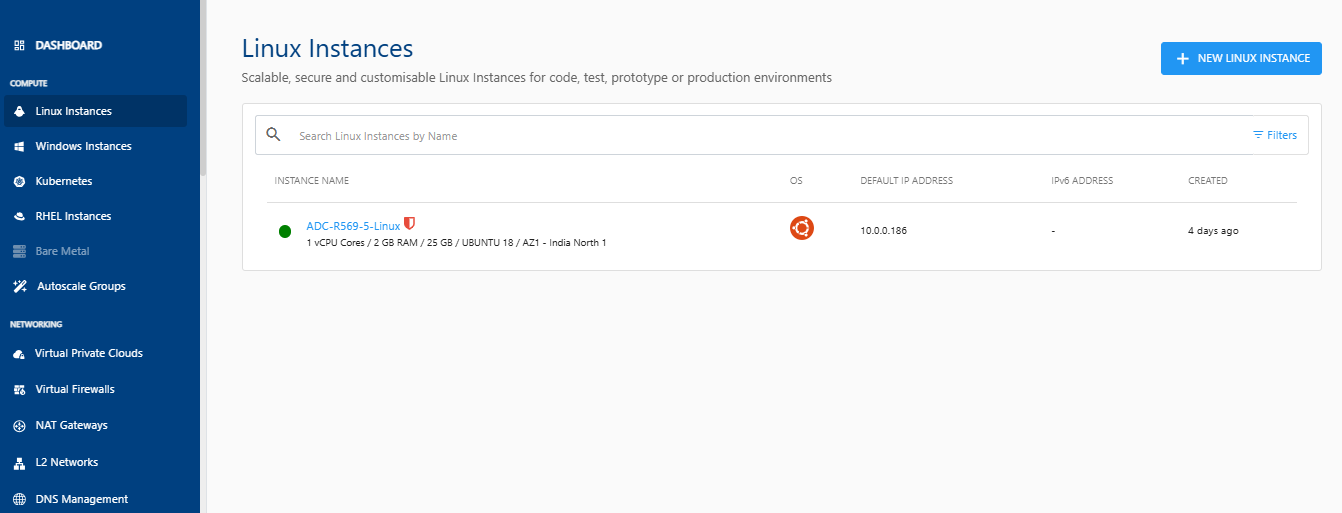 DASHBOARD
COMPUTE
Linux Instances
Windows Instances
Kubernetes
RHEL Instances
Bare Metal
Autoscale Groups
NETWORKING
Virtual Private Clouds
Virtual Firewalls
NAT Gateways
L2 Networks
DNS Management
Linux Instances
Scalable, secure and customisable Linux Instances for code, test, prototype or production environments
NEW LINUX INSTANCE
Search Linux Instances by Name
Filters
INSTANCE NAME OS DEFAULT IP ADDRESS IPv6 ADDRESS CREATED
ADC-R569-5-Linux
1 vCPU Cores / 2 GB RAM / 25 GB / UBUNTU 18 / AZ1 - India North 1
10.0.0.186 - 4 days ago